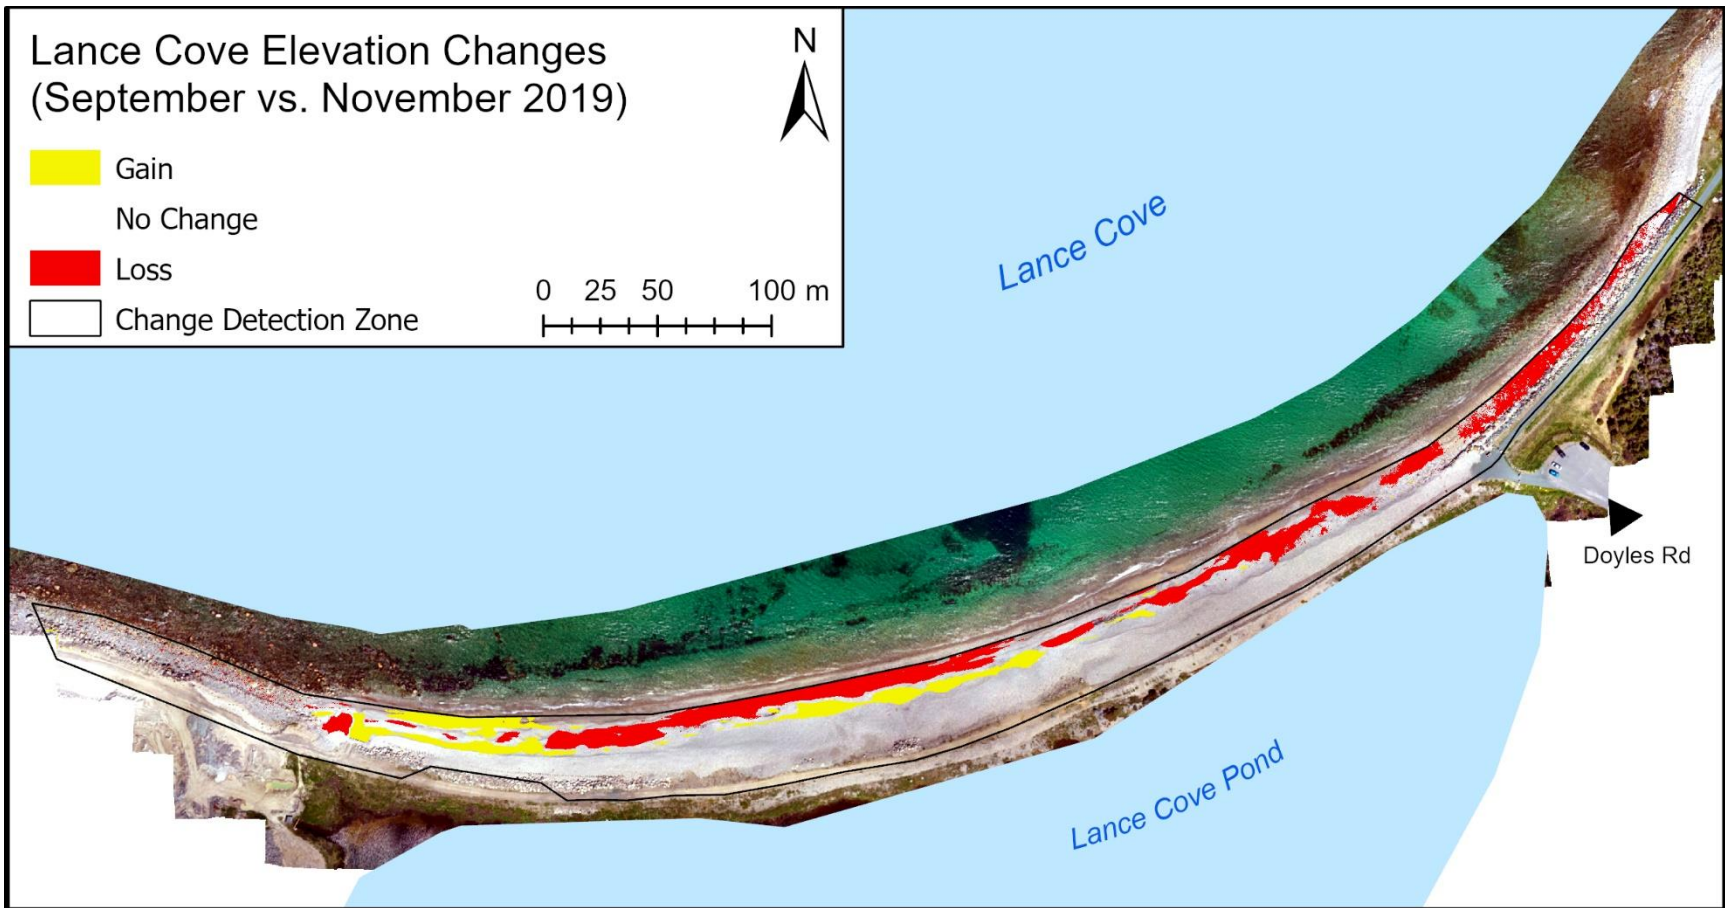 Lance Cove Elevation Changes
(September vs. November 2019)
N
Gain
No Change
Loss
Change Detection Zone
0 25 50 100 m
Lance Cove
Doyles Rd
Lance Cove Pond